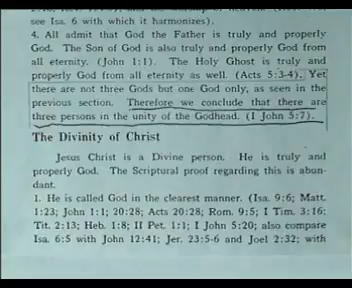 see Isa. 6 with which it harmonizes).
4. All admit that God the Father is truly and properly
God. The Son of God is also truly and properly God from
all eternity. (John 1:1). The Holy Ghost is truly and
properly God from all eternity as well. (Acts 5:3-4). Yet
there are not three Gods but one God only, as seen in the
previous section. Therefore we conclude that there are
three persons in the unity of the Godhead. (I John 5:7).
The Divinity of Christ
Jesus Christ is a Divine person. He is truly and
properly God. The Scriptural proof regarding this is abun-
dant.
1. He is called God in the clearest manner. (Isa. 9:6; Matt.
1:23; John 1:1; 20:28; Acts 20:28; Rom. 9:5; I Tim. 3:16;
Tit. 2:13; Heb. 1:8; II Pet. 1:1; I John 5:20; also compare
Isa. 6:5 with John 12:41; Jer. 23:5-6 and Joel 2:32; with